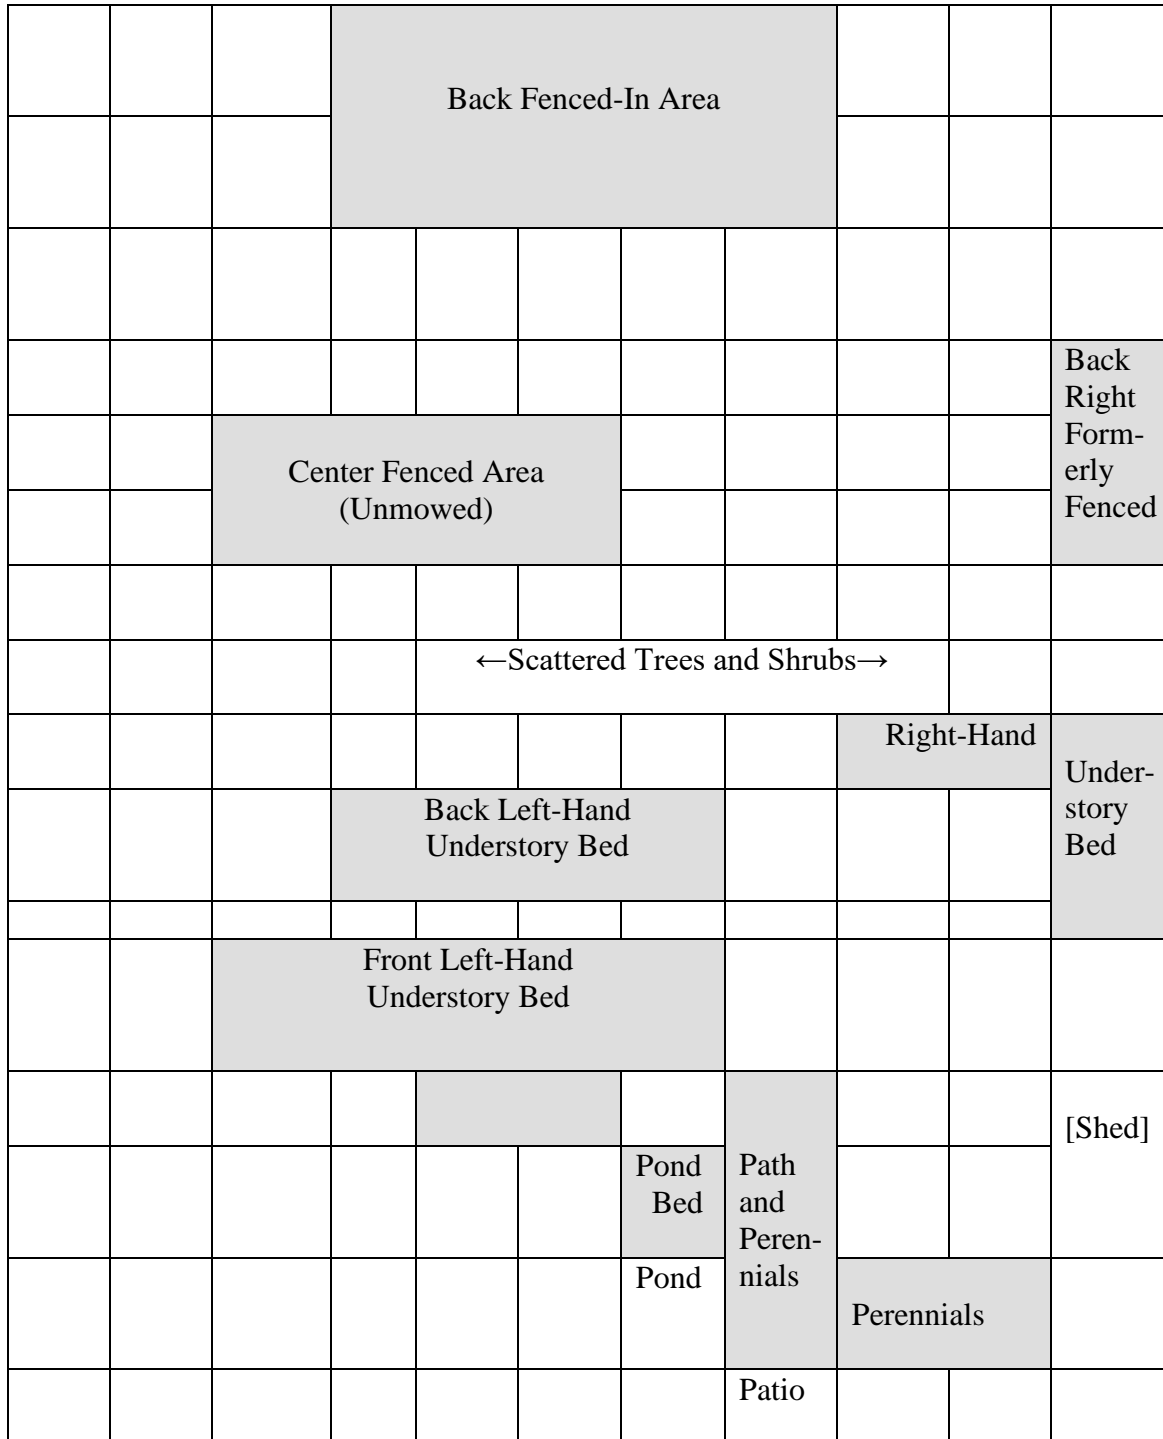 Back Fenced-In Area
Back
Right
Form-
erly
Fenced
Center Fenced Area
(Unmowed)
←Scattered Trees and Shrubs→
Right-Hand
Under-
story
Bed
Back Left-Hand
Understory Bed
Front Left-Hand
Understory Bed
[Shed]
Pond
Bed
Path
and
Peren-
nials
Pond
Perennials
Patio